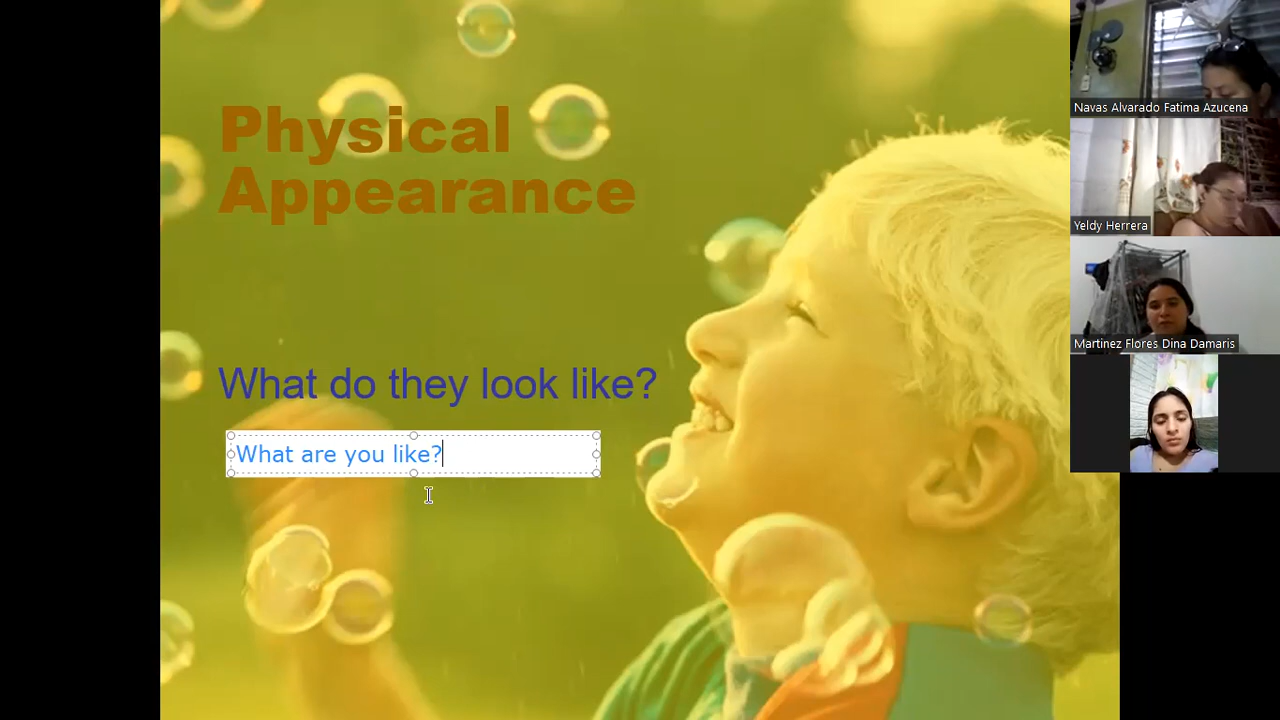 Physical
Appearance
What do they look like?
What are you like?
Navas Alvarado Fatima Azucena
Yeldy Herrera
Martinez Flores Dina Damaris